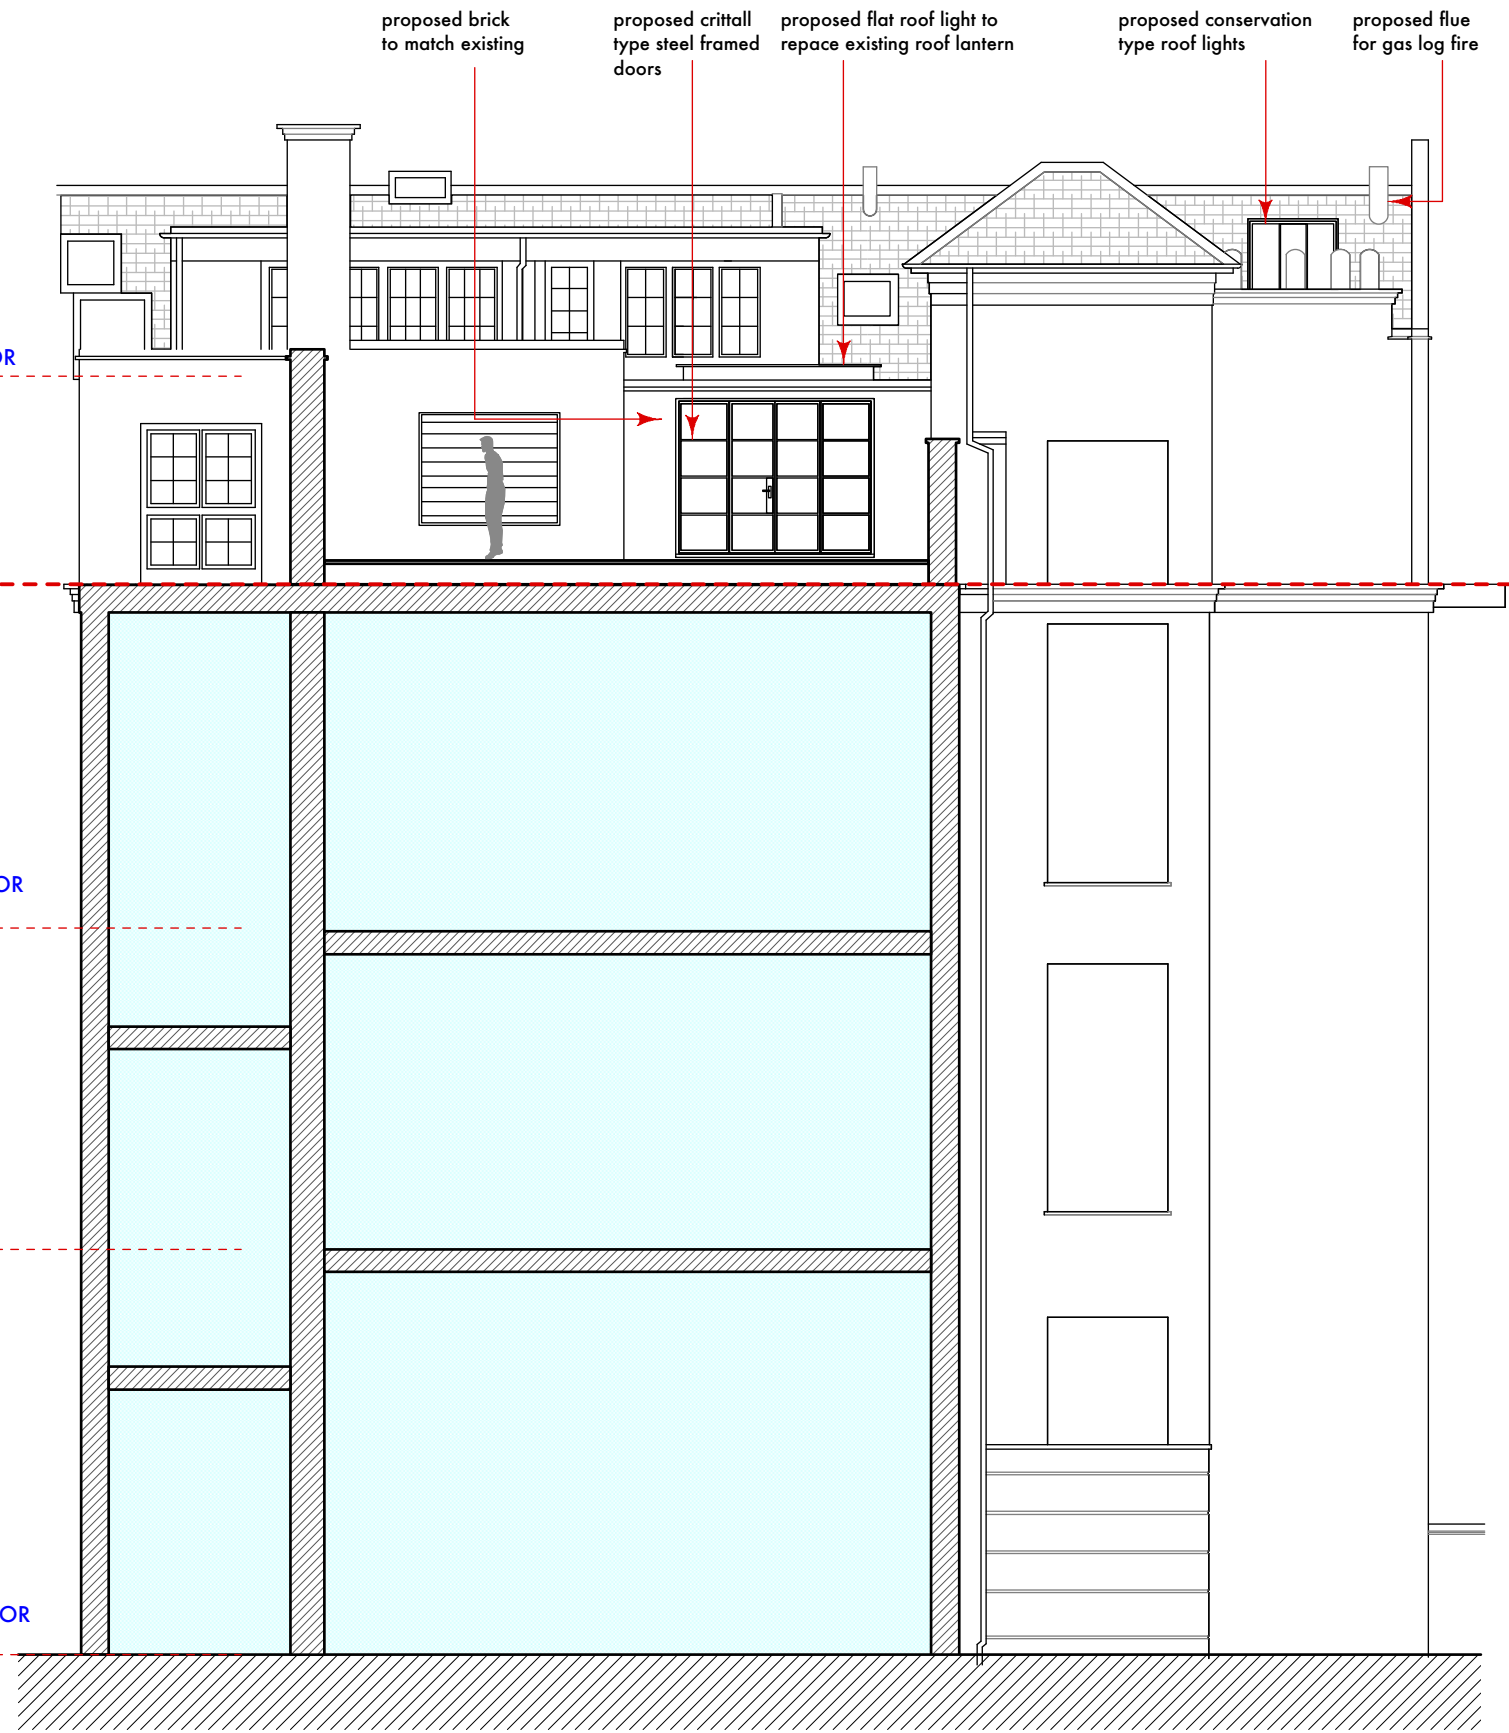 proposed brick
to match existing
proposed crittall
type steel framed
doors
proposed flat roof light to
repace existing roof lantern
proposed conservation
type roof lights
proposed flue
for gas log fire
OR
OR
OR